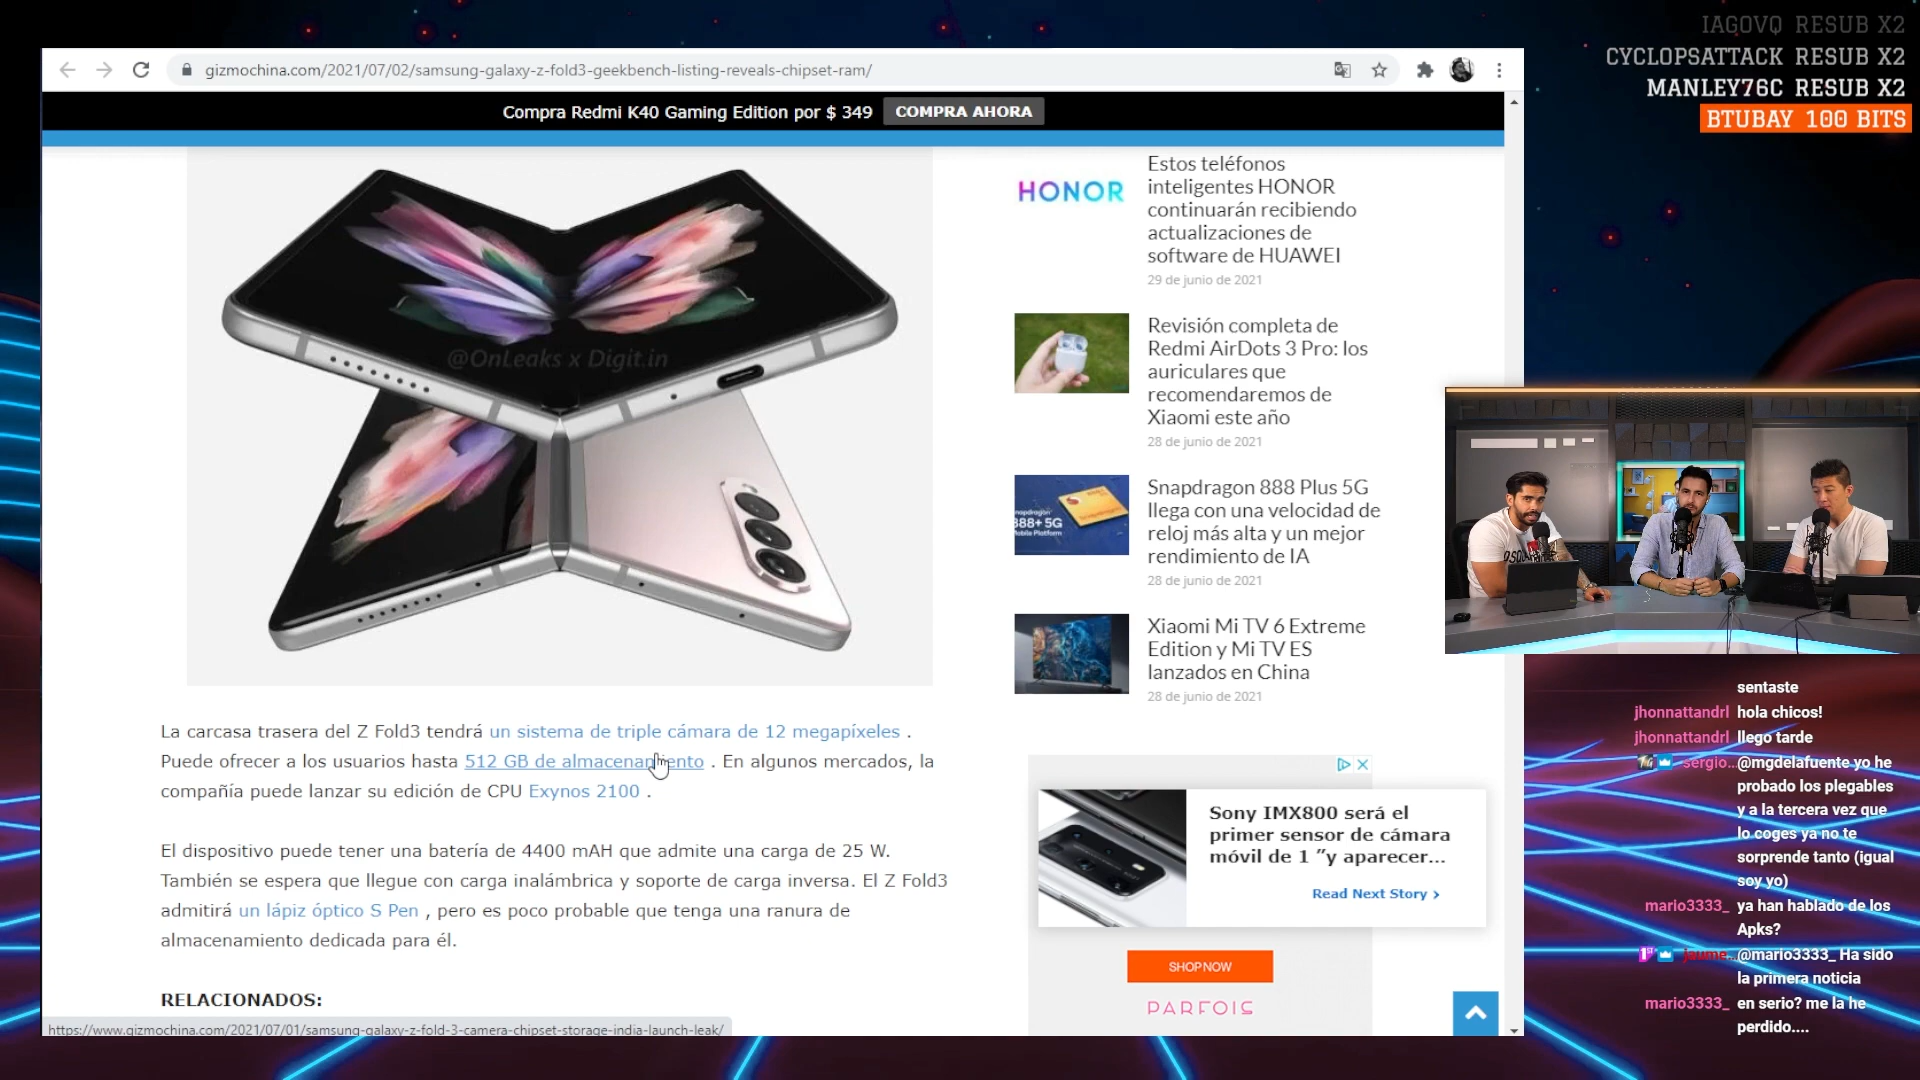 IAGOVQ RESUB X2
CYCLOPSATTACK RESUB X2
MANLEY76C RESUB X2
BTUBAY 100 BITS
gizmochina.com/2021/07/02/samsung-galaxy-z-fold3-geekbench-listing-reveals-chipset-ram/
Compra Redmi K40 Gaming Edition por $ 349 COMPRA AHORA
@OnLeaks x Digit.in
La carcasa trasera del Z Fold3 tendrá un sistema de triple cámara de 12 megapíxeles .
Puede ofrecer a los usuarios hasta 512 GB de almacenamiento . En algunos mercados, la
compañía puede lanzar su edición de CPU Exynos 2100 .
El dispositivo puede tener una batería de 4400 mAH que admite una carga de 25 W.
También se espera que llegue con carga inalámbrica y soporte de carga inversa. El Z Fold3
admitirá un lápiz óptico S Pen , pero es poco probable que tenga una ranura de
almacenamiento dedicada para él.
RELACIONADOS:
https://www.gizmochina.com/2021/07/01/samsung-galaxy-z-fold-3-camera-chipset-storage-india-launch-leak/
HONOR
Estos teléfonos
inteligentes HONOR
continuarán recibiendo
actualizaciones de
software de HUAWEI
29 de junio de 2021
Revisión completa de
Redmi AirDots 3 Pro: los
auriculares que
recomendaremos de
Xiaomi este año
28 de junio de 2021
888+ 5G
Snapdragon 888 Plus 5G
llega con una velocidad de
reloj más alta y un mejor
rendimiento de IA
28 de junio de 2021
Xiaomi Mi TV 6 Extreme
Edition y Mi TV ES
lanzados en China
28 de junio de 2021
Sony IMX800 será el
primer sensor de cámara
móvil de 1 ″y aparecer...
Read Next Story >
SHOP NOW
PARFOIS
sentaste
jhonnattandrl hola chicos!
jhonnattandrl llego tarde
sergio... @mgdelafuente yo he
probado los plegables
y a la tercera vez que
lo coges ya no te
sorprende tanto (igual
soy yo)
mario3333_ ya han hablado de los
Apks?
jaume... @mario3333_ Ha sido
la primera noticia
mario3333_ en serio? me la he
perdido....